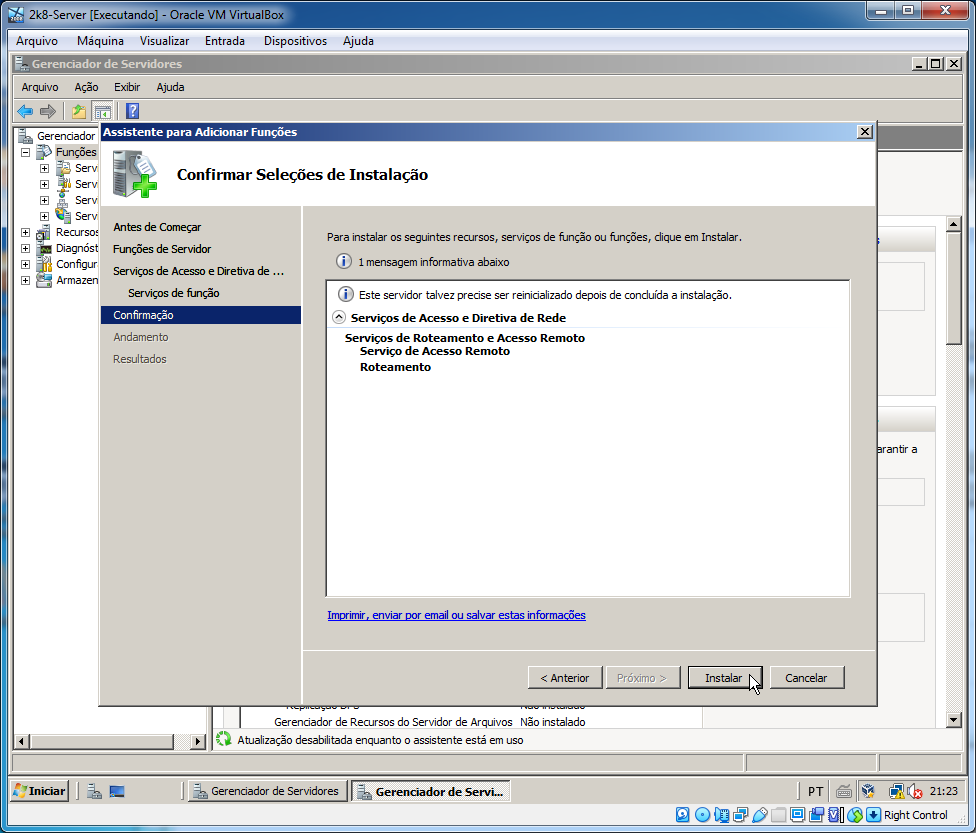 2k8-Server [Executando] - Oracle VM VirtualBox
Arquivo Máquina Visualizar Entrada Dispositivos Ajuda
Gerenciador de Servidores
Arquivo Ação Exibir Ajuda
Gerenciador
Funções
Serv
Serv
Serv
Serv
Recursos
Diagnóst
Configur
Armazen
Assistente para Adicionar Funções
Confirmar Seleções de Instalação
Antes de Começar
Funções de Servidor
Serviços de Acesso e Diretiva de ...
Serviços de função
Confirmação
Andamento
Resultados
Para instalar os seguintes recursos, serviços de função ou funções, clique em Instalar.
1 mensagem informativa abaixo
Este servidor talvez precise ser reinicializado depois de concluída a instalação.
Serviços de Acesso e Diretiva de Rede
Serviços de Roteamento e Acesso Remoto
Serviço de Acesso Remoto
Roteamento
Imprimir, enviar por email ou salvar estas informações
< Anterior Próximo > Instalar Cancelar
arantir a
Gerenciador de Recursos do Servidor de Arquivos Não instalado
Atualização desabilitada enquanto o assistente está em uso
Iniciar Gerenciador de Servidores Gerenciador de Servi... PT 21:23
Right Control